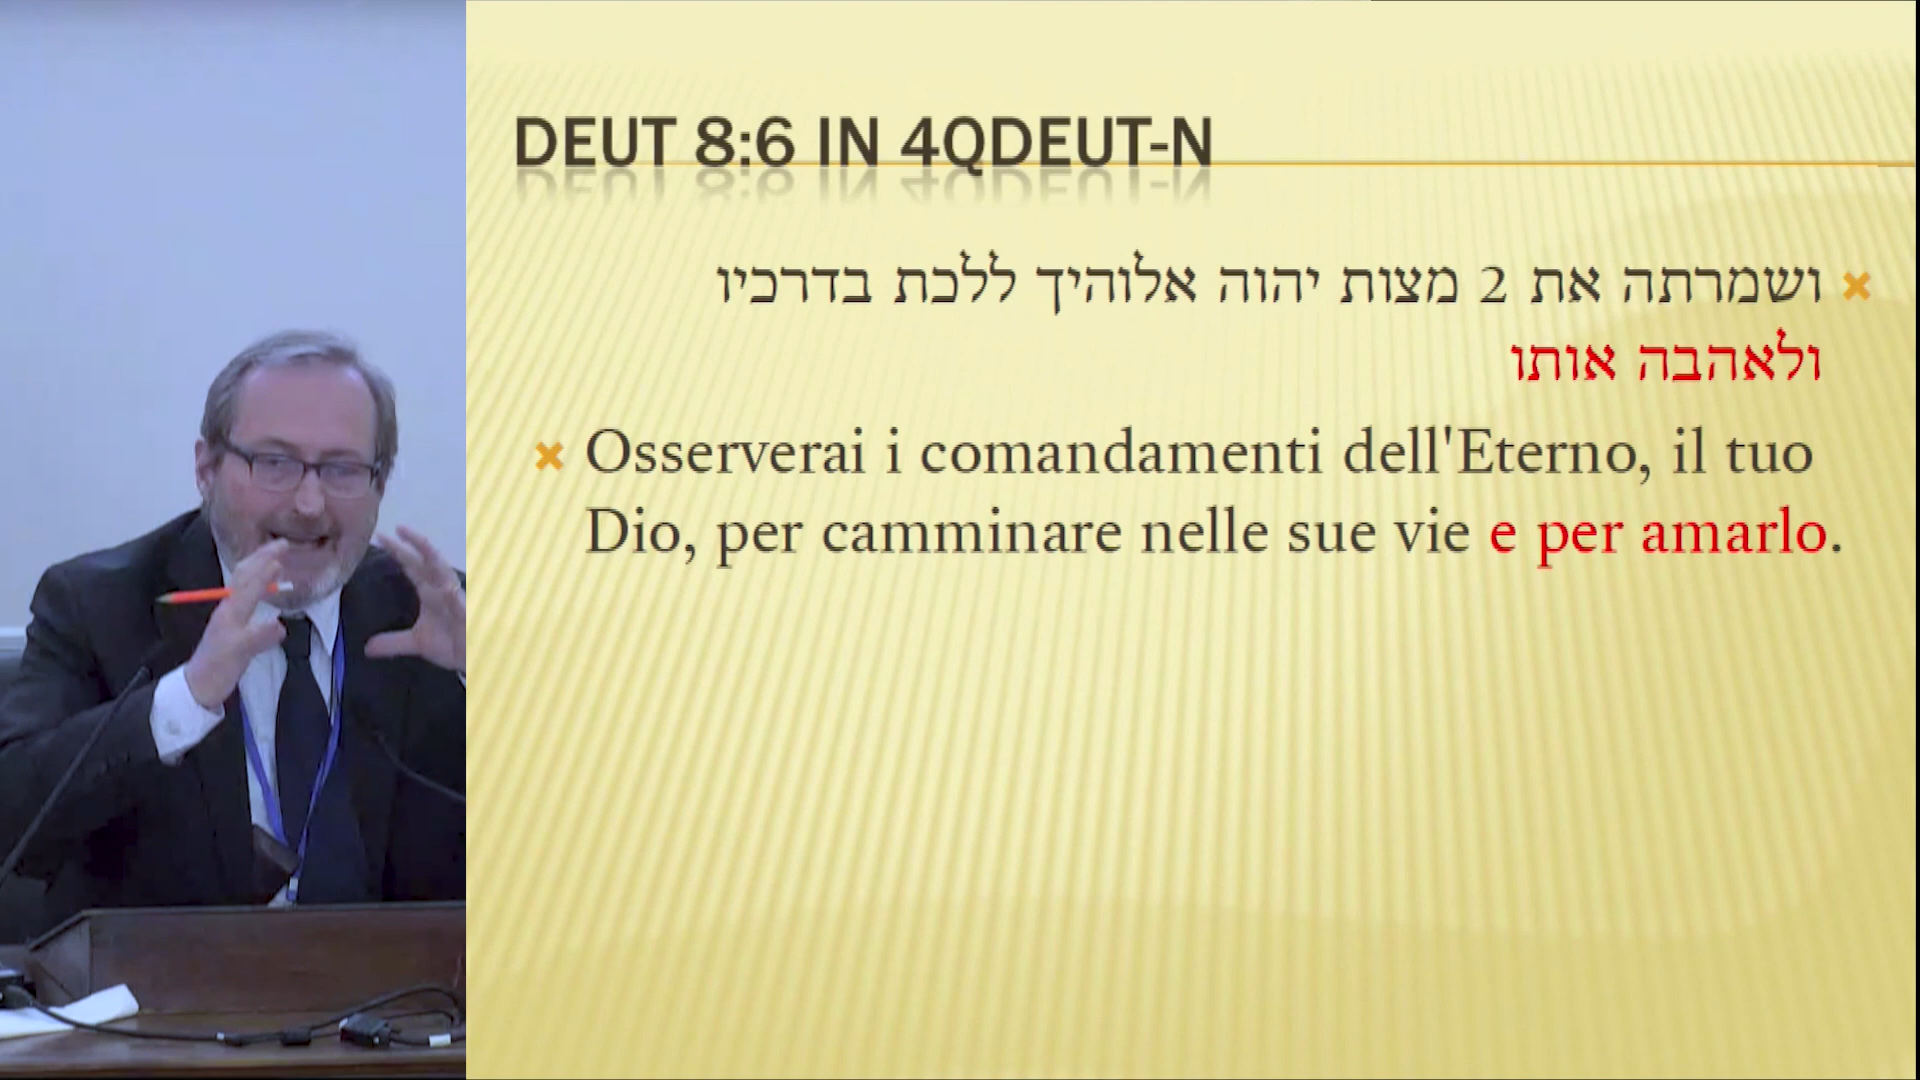 DEUT 8:6 IN 4QDEUT-N
ושמרתה את 2 מצות יהוה אלוהיך ללכת בדרכיו
ולאהבה אותו
Osserverai i comandamenti dell'Eterno, il tuo
Dio, per camminare nelle sue vie e per amarlo.